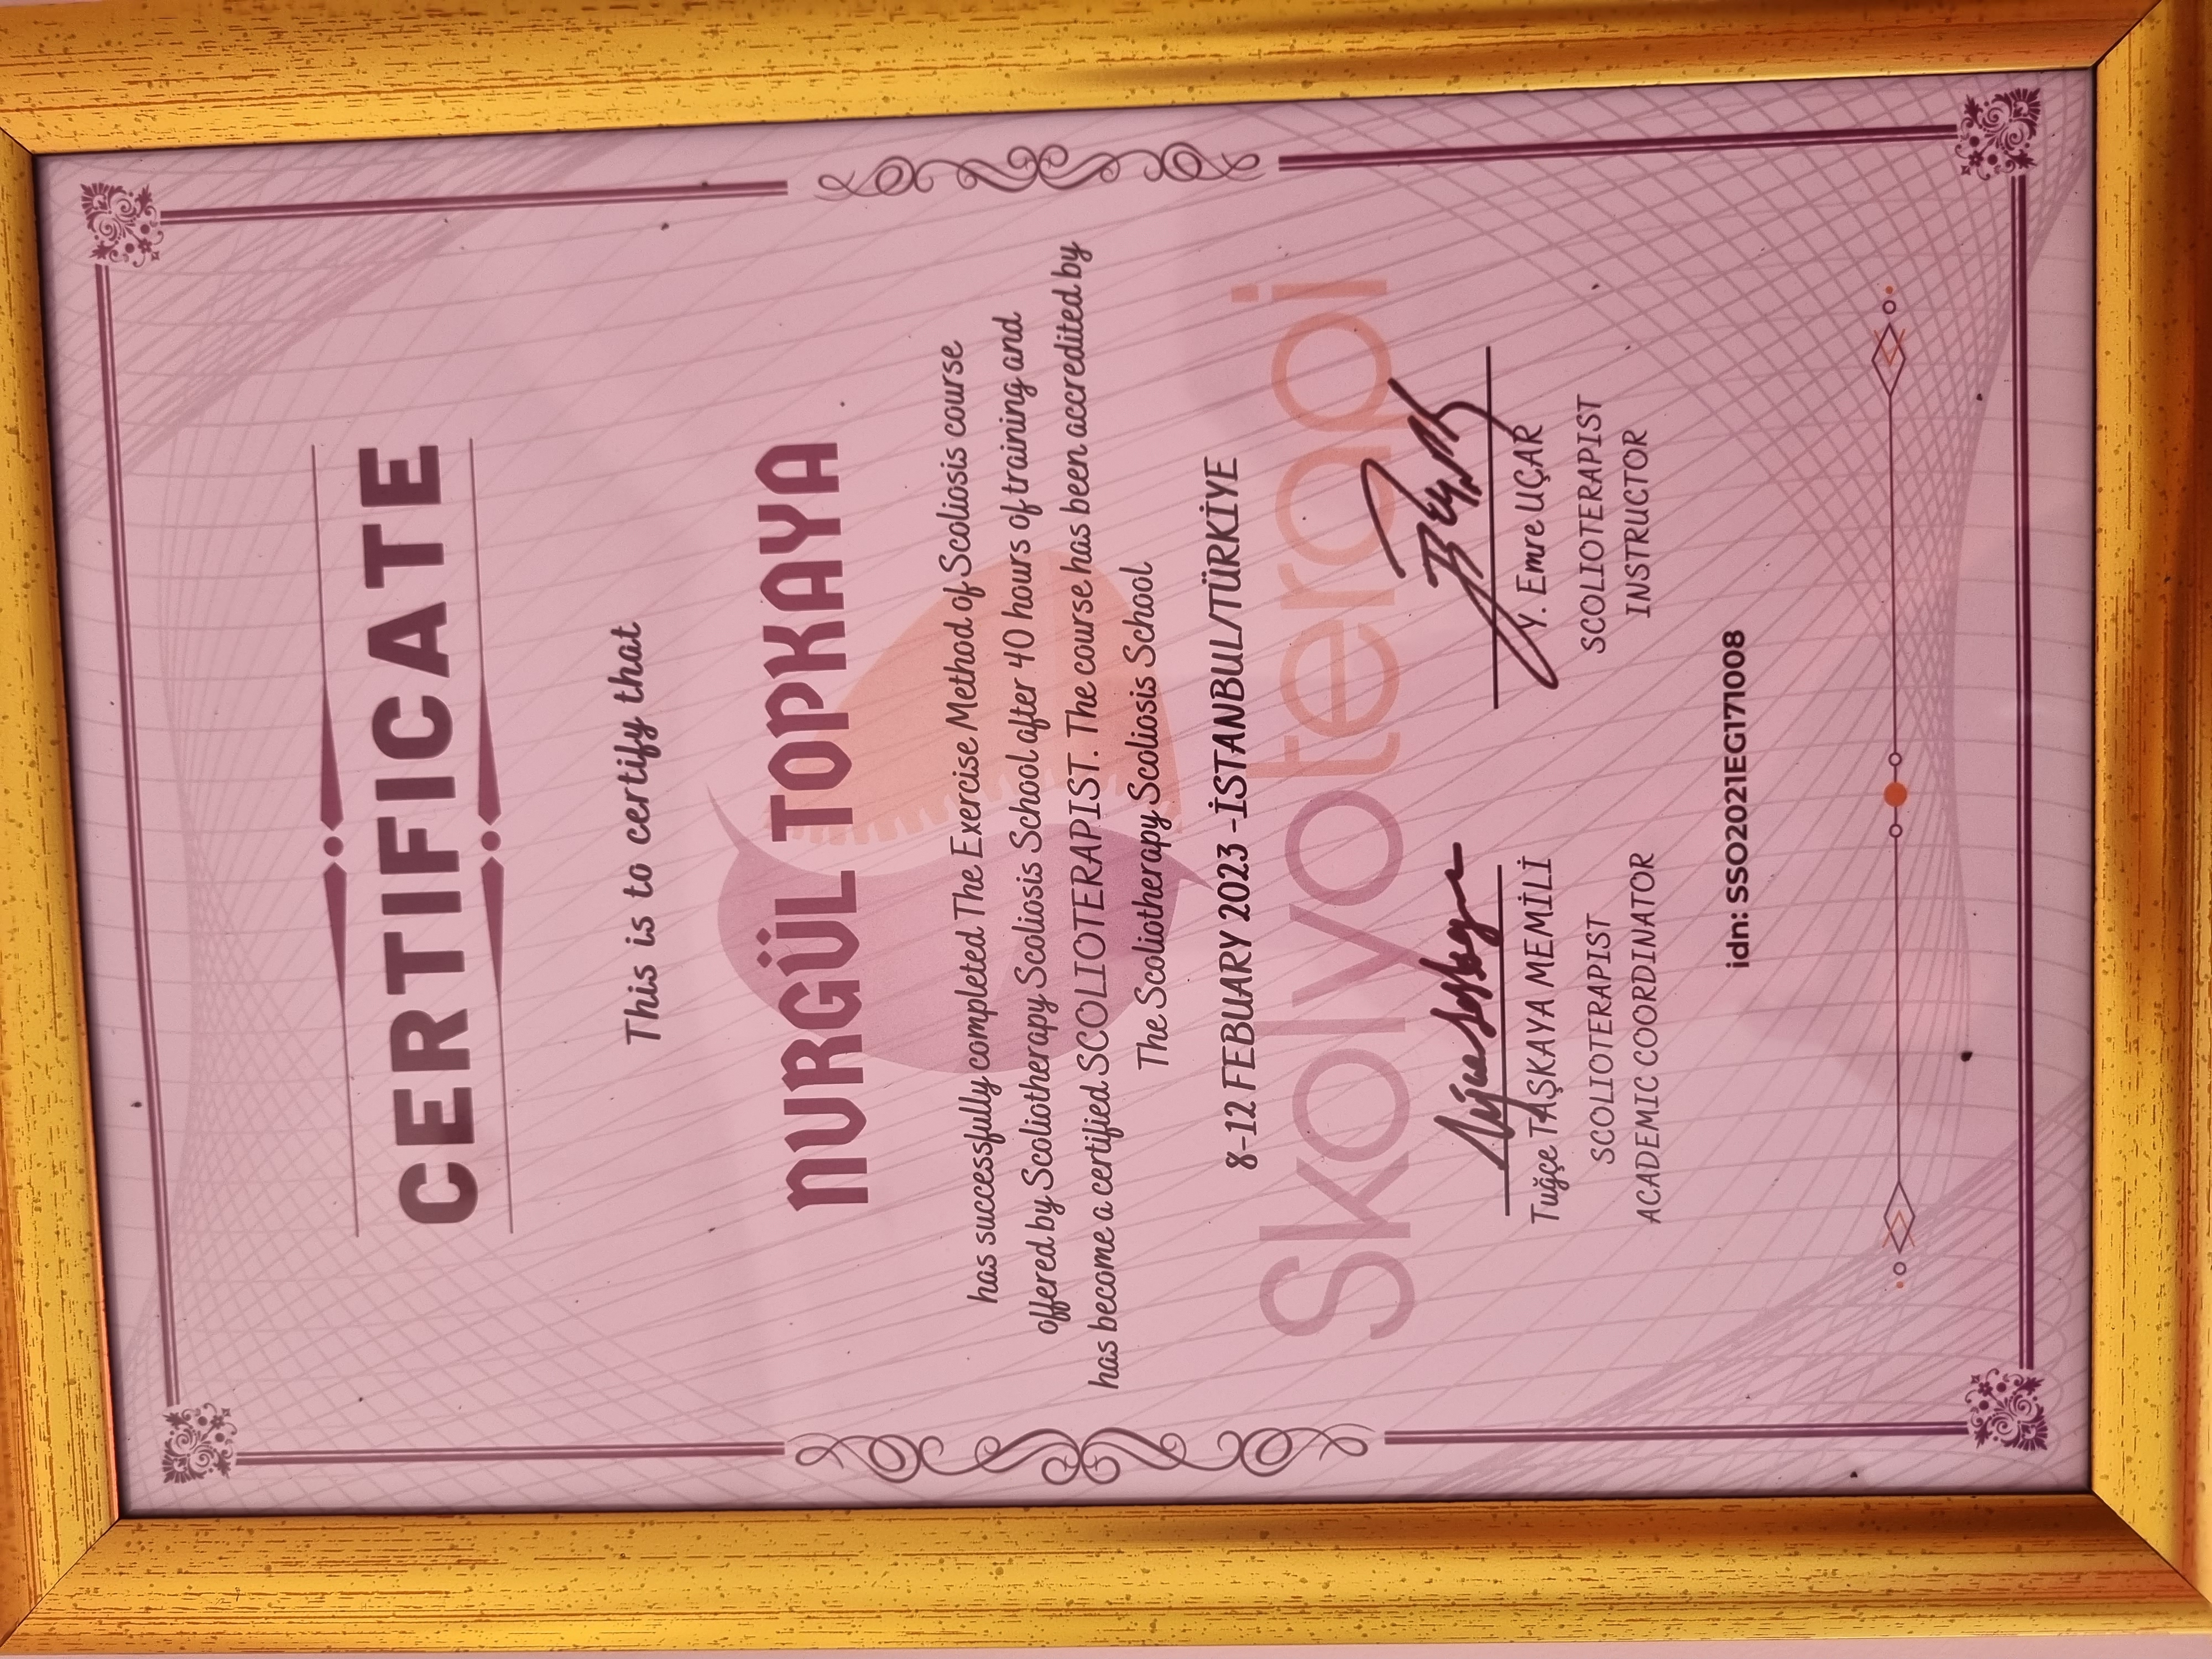 CERTIFICATE
This is to certify that
NURGÜL TOPKAYA
has successfully completed The Exercise Method of Scoliosis course
offered by Scoliotherapy Scoliosis School after 40 hours of training and
has become a certified SCOLIOTERAPIST. The course has been accredited by
The Scoliotherapy Scoliosis School
8-12 FEBUARY 2023 -İSTANBUL/TÜRKİYE
Skolyoterapi
Tuğçe TAŞKAYA MEMİLİ
SCOLIOTERAPIST
ACADEMIC COORDINATOR
Y. Emre UÇAR
SCOLIOTERAPIST
INSTRUCTOR
idn: SSO2021EG171008